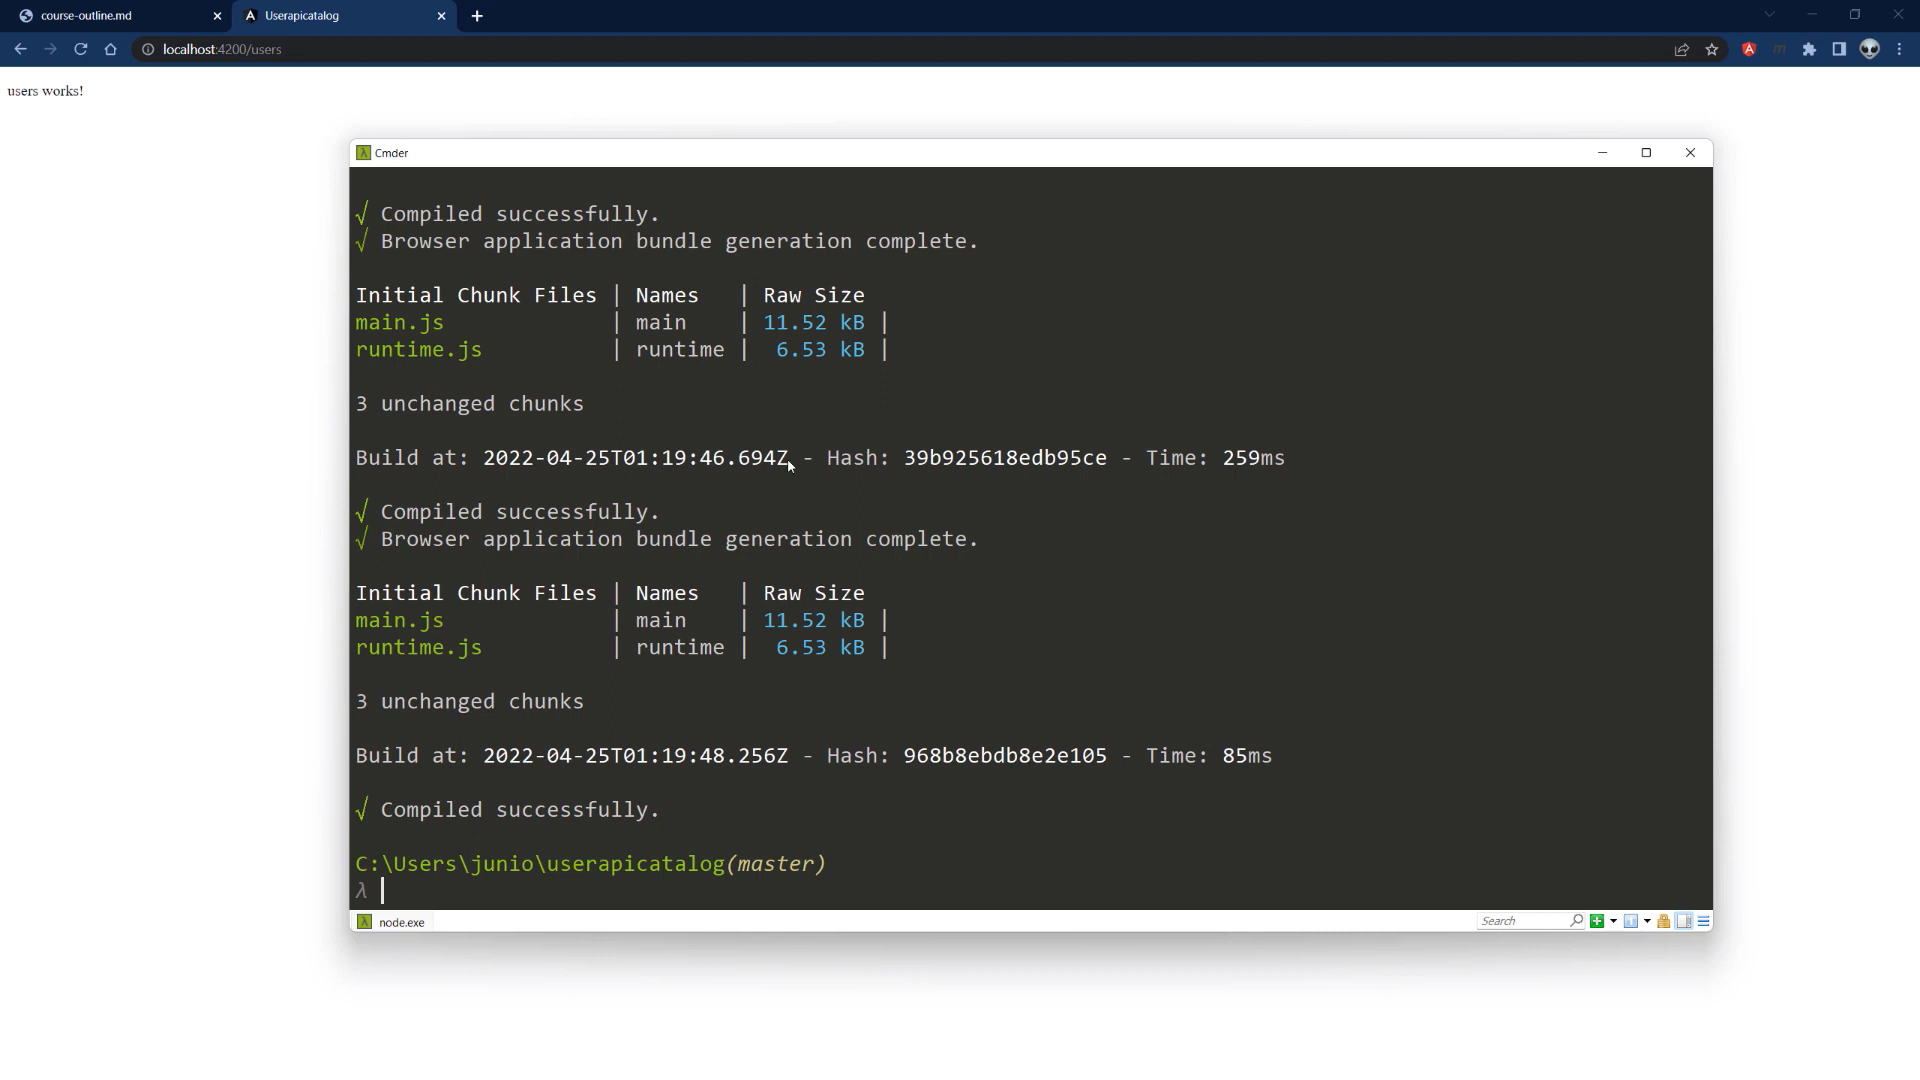 course-outline.md
Userapicatalog
localhost:4200/users
users works!
Cmder
√ Compiled successfully.
√ Browser application bundle generation complete.
Initial Chunk Files | Names   | Raw Size
main.js             | main    | 11.52 kB |
runtime.js          | runtime |  6.53 kB |
3 unchanged chunks
Build at: 2022-04-25T01:19:46.694Z - Hash: 39b925618edb95ce - Time: 259ms
√ Compiled successfully.
√ Browser application bundle generation complete.
Initial Chunk Files | Names   | Raw Size
main.js             | main    | 11.52 kB |
runtime.js          | runtime |  6.53 kB |
3 unchanged chunks
Build at: 2022-04-25T01:19:48.256Z - Hash: 968b8ebdb8e2e105 - Time: 85ms
√ Compiled successfully.
C:\Users\junio\userapicatalog(master)
λ
node.exe
Search